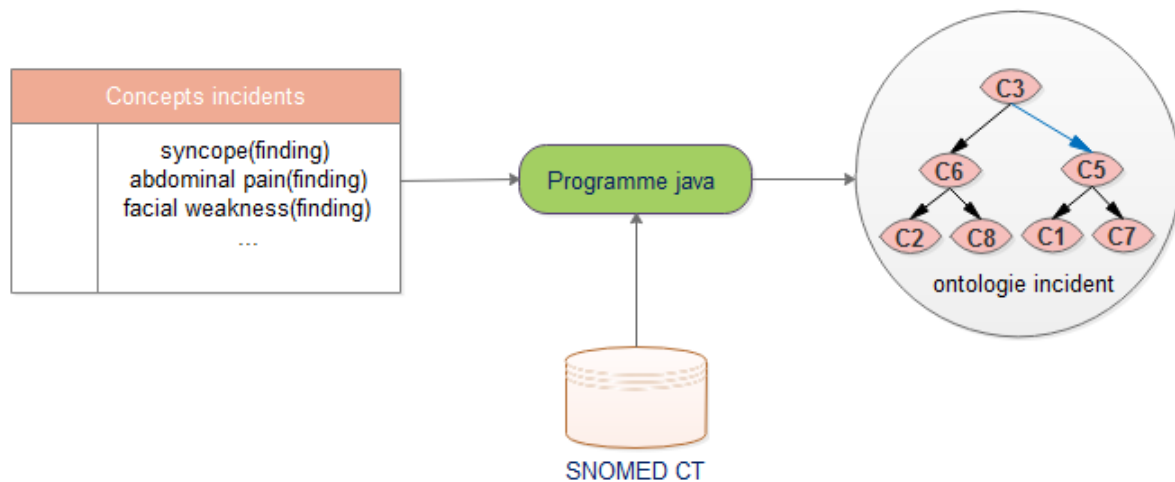 Concepts incidents
syncope(finding)
abdominal pain(finding)
facial weakness(finding)
...
Programme java
SNOMED CT
C3
C6 C5
C2 C8 C1 C7
ontologie incident